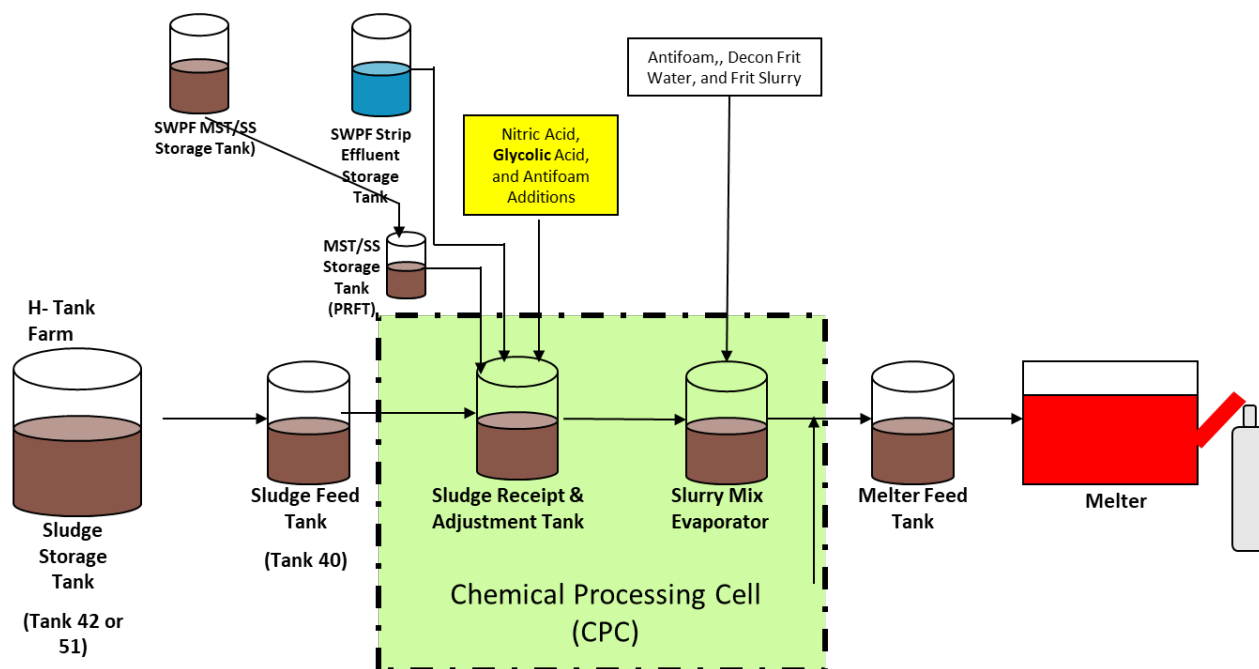 SWPF MST/SS
Storage Tank)
SWPF Strip
Effluent
Storage
Tank
Nitric Acid,
Glycolic Acid,
and Antifoam
Additions
Antifoam,, Decon Frit
Water, and Frit Slurry
MST/SS
Storage
Tank
(PRFT)
H- Tank
Farm
Sludge
Storage
Tank
(Tank 42 or
51)
Sludge Feed
Tank
(Tank 40)
Sludge Receipt &
Adjustment Tank
Slurry Mix
Evaporator
Melter Feed
Tank
Melter
Chemical Processing Cell
(CPC)